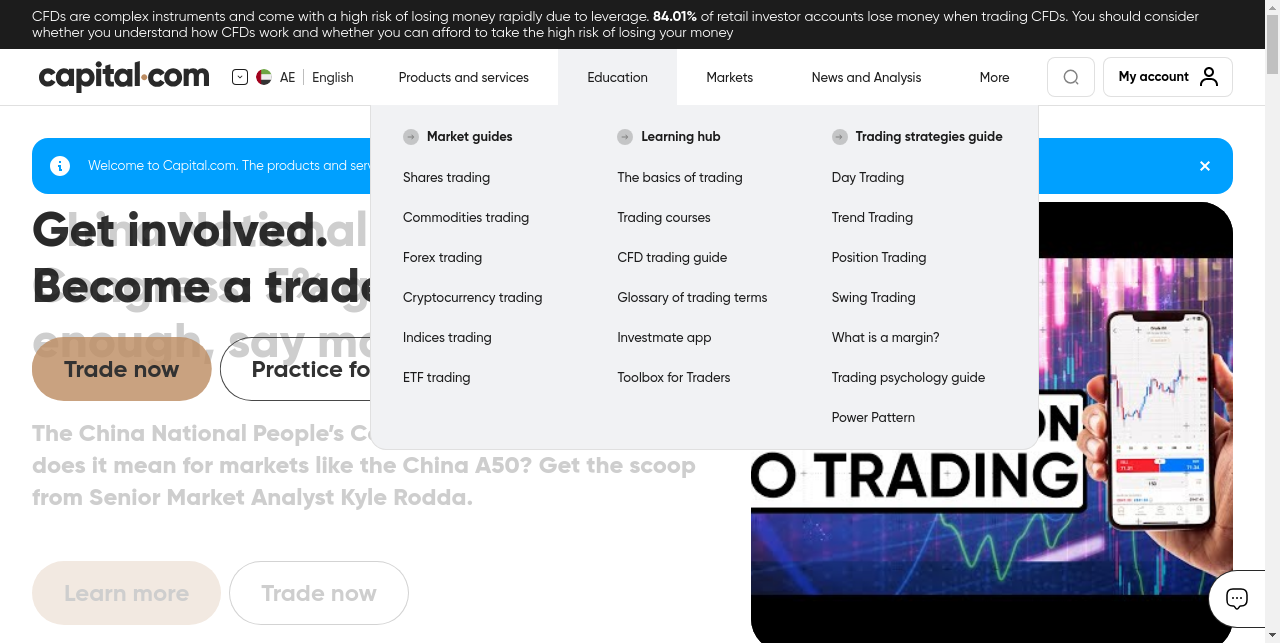 CFDs are complex instruments and come with a high risk of losing money rapidly due to leverage. 84.01% of retail investor accounts lose money when trading CFDs. You should consider
whether you understand how CFDs work and whether you can afford to take the high risk of losing your money
capital.com
AE
English
Products and services
Education
Markets
News and Analysis
More
My account
Market guides
Shares trading
Commodities trading
Forex trading
Cryptocurrency trading
Indices trading
ETF trading
Learning hub
The basics of trading
Trading courses
CFD trading guide
Glossary of trading terms
Investmate app
Toolbox for Traders
Trading strategies guide
Day Trading
Trend Trading
Position Trading
Swing Trading
What is a margin?
Trading psychology guide
Power Pattern
Welcome to Capital.com. The products and
Get involved.
Become a
National
Congress: 5%
enough, say
Trade now
Practice
The China National People's
does it mean for markets like the China A50? Get the scoop
from Senior Market Analyst Kyle Rodda.
Learn more
Trade now
O TRADING